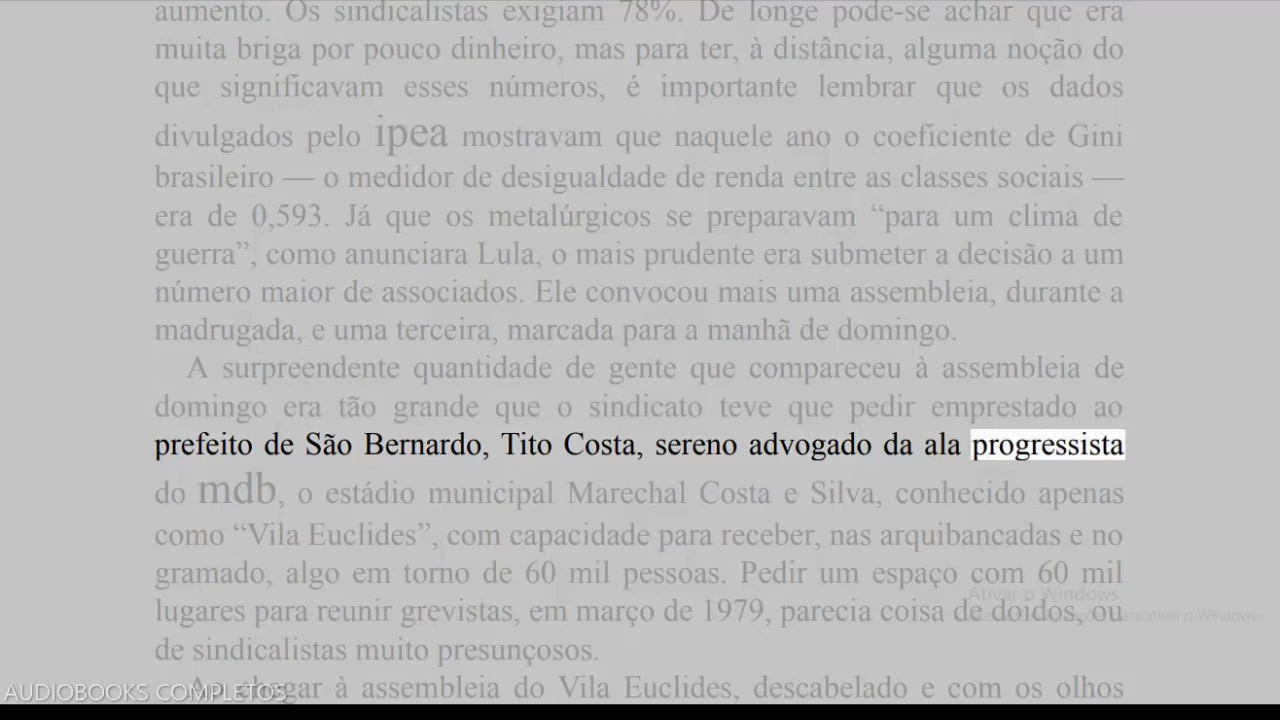 aumento. Os sindicalistas exigiam 78%. De longe pode-se achar que era
muita briga por pouco dinheiro, mas para ter, à distância, alguma noção do
que significavam esses números, é importante lembrar que os dados
divulgados pelo ipea mostravam que naquele ano o coeficiente de Gini
brasileiro — o medidor de desigualdade de renda entre as classes sociais —
era de 0,593. Já que os metalúrgicos se preparavam “para um clima de
guerra”, como anunciara Lula, o mais prudente era submeter a decisão a um
número maior de associados. Ele convocou mais uma assembleia, durante a
madrugada, e uma terceira, marcada para a manhã de domingo.
A surpreendente quantidade de gente que compareceu à assembleia de
domingo era tão grande que o sindicato teve que pedir emprestado ao
prefeito de São Bernardo, Tito Costa, sereno advogado da ala progressista
do mdb, o estádio municipal Marechal Costa e Silva, conhecido apenas
como “Vila Euclides”, com capacidade para receber, nas arquibancadas e no
gramado, algo em torno de 60 mil pessoas. Pedir um espaço com 60 mil
Ativar o Windows
lugares para reunir grevistas, em março de 1979, parecia coisa de doidos, ou
para ativar o Windows.
de sindicalistas muito presunçosos.
chegar à assembleia do Vila Euclides, descabelado e com os olhos
AUDIOBOOKS COMPLETOS